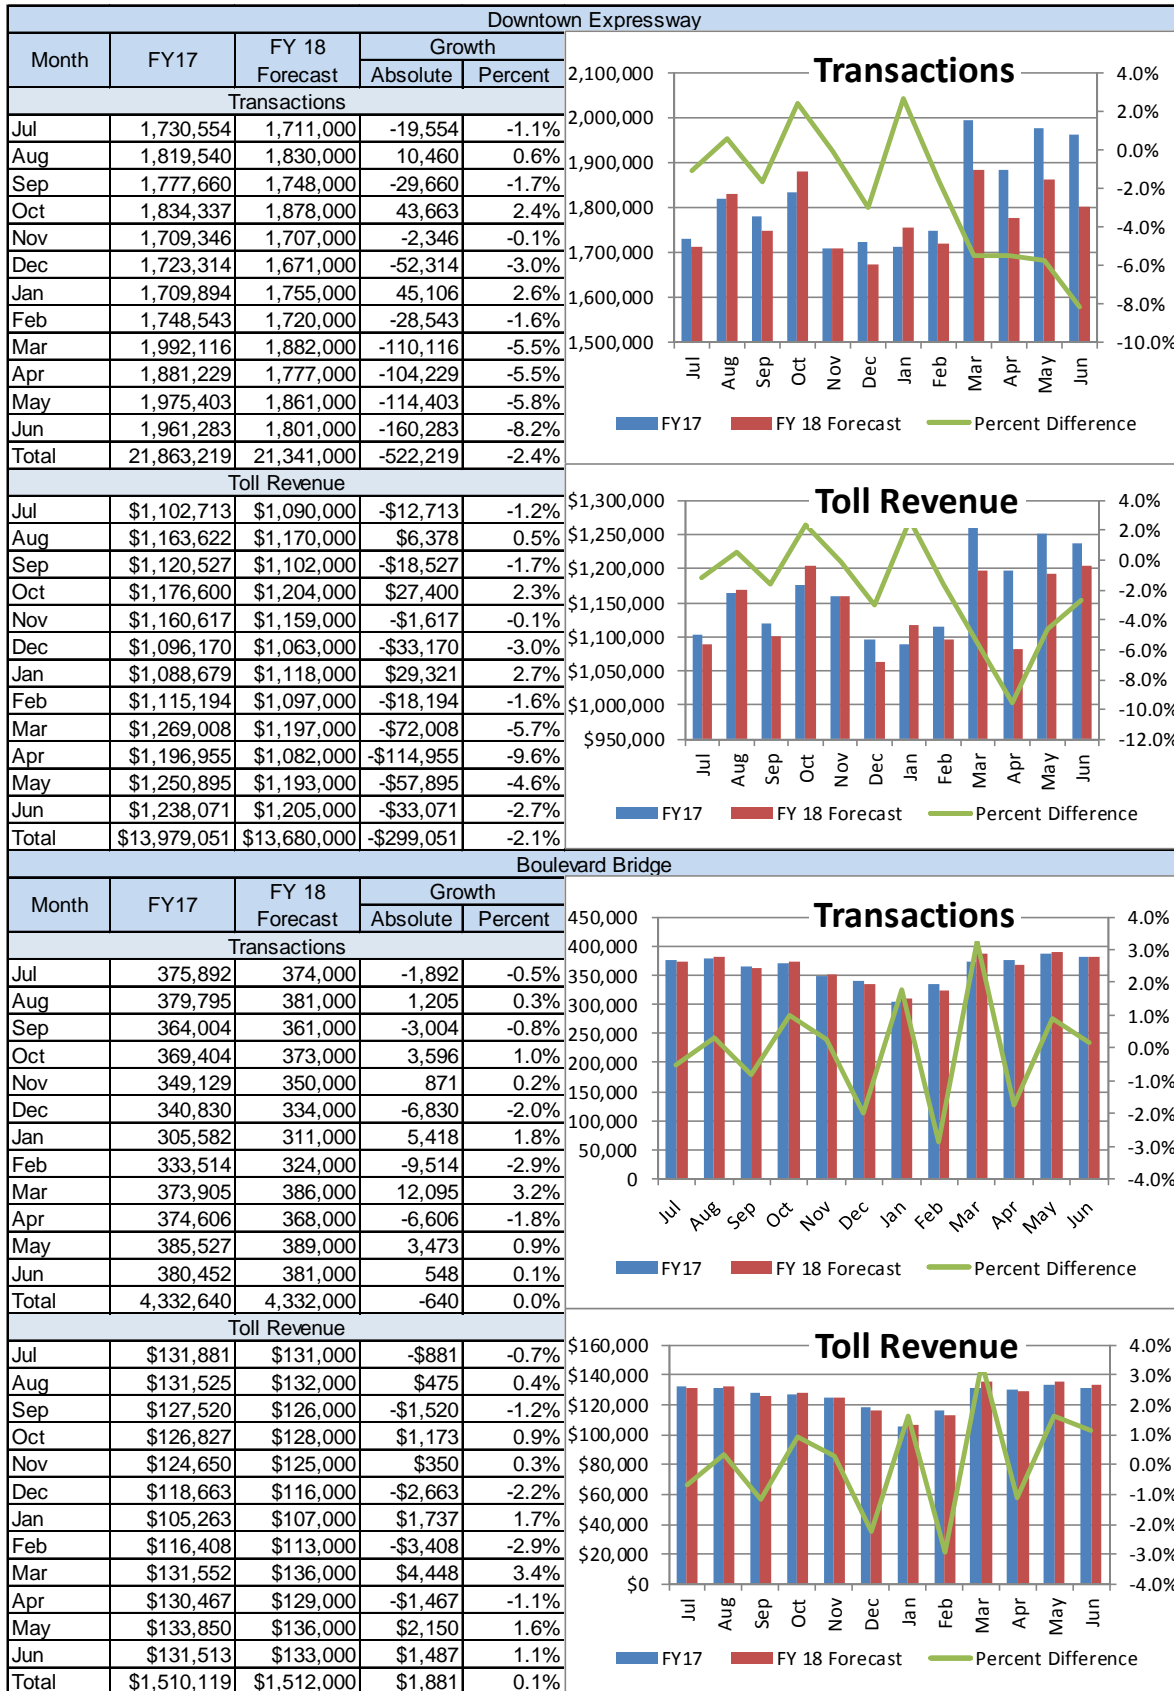 Downtown Expressway
Month FY17 FY 18 Forecast Growth
Absolute Percent
Transactions
Jul 1,730,554 1,711,000 -19,554 -1.1%
Aug 1,819,540 1,830,000 10,460 0.6%
Sep 1,777,660 1,748,000 -29,660 -1.7%
Oct 1,834,337 1,878,000 43,663 2.4%
Nov 1,709,346 1,707,000 -2,346 -0.1%
Dec 1,723,314 1,671,000 -52,314 -3.0%
Jan 1,709,894 1,755,000 45,106 2.6%
Feb 1,748,543 1,720,000 -28,543 -1.6%
Mar 1,992,116 1,882,000 -110,116 -5.5%
Apr 1,881,229 1,777,000 -104,229 -5.5%
May 1,975,403 1,861,000 -114,403 -5.8%
Jun 1,961,283 1,801,000 -160,283 -8.2%
Total 21,863,219 21,341,000 -522,219 -2.4%
Transactions
2,100,000 4.0%
2,000,000 2.0%
1,900,000 0.0%
1,800,000 -2.0%
1,700,000 -4.0%
1,600,000 -6.0%
1,500,000 -8.0%
-10.0%
Jul Aug Sep Oct Nov Dec Jan Feb Mar Apr May Jun
FY17 FY 18 Forecast Percent Difference
Toll Revenue
Jul $1,102,713 $1,090,000 -$12,713 -1.2%
Aug $1,163,622 $1,170,000 $6,378 0.5%
Sep $1,120,527 $1,102,000 -$18,527 -1.7%
Oct $1,176,600 $1,204,000 $27,400 2.3%
Nov $1,160,617 $1,159,000 -$1,617 -0.1%
Dec $1,096,170 $1,063,000 -$33,170 -3.0%
Jan $1,088,679 $1,118,000 $29,321 2.7%
Feb $1,115,194 $1,097,000 -$18,194 -1.6%
Mar $1,269,008 $1,197,000 -$72,008 -5.7%
Apr $1,196,955 $1,082,000 -$114,955 -9.6%
May $1,250,895 $1,193,000 -$57,895 -4.6%
Jun $1,238,071 $1,205,000 -$33,071 -2.7%
Total $13,979,051 $13,680,000 -$299,051 -2.1%
Toll Revenue
$1,300,000 4.0%
$1,250,000 2.0%
$1,200,000 0.0%
$1,150,000 -2.0%
$1,100,000 -4.0%
$1,050,000 -6.0%
$1,000,000 -8.0%
$950,000 -10.0%
-12.0%
Jul Aug Sep Oct Nov Dec Jan Feb Mar Apr May Jun
FY17 FY 18 Forecast Percent Difference
Boulevard Bridge
Month FY17 FY 18 Forecast Growth
Absolute Percent
Transactions
Jul 375,892 374,000 -1,892 -0.5%
Aug 379,795 381,000 1,205 0.3%
Sep 364,004 361,000 -3,004 -0.8%
Oct 369,404 373,000 3,596 1.0%
Nov 349,129 350,000 871 0.2%
Dec 340,830 334,000 -6,830 -2.0%
Jan 305,582 311,000 5,418 1.8%
Feb 333,514 324,000 -9,514 -2.9%
Mar 373,905 386,000 12,095 3.2%
Apr 374,606 368,000 -6,606 -1.8%
May 385,527 389,000 3,473 0.9%
Jun 380,452 381,000 548 0.1%
Total 4,332,640 4,332,000 -640 0.0%
Transactions
450,000 4.0%
400,000 3.0%
350,000 2.0%
300,000 1.0%
250,000 0.0%
200,000 -1.0%
150,000 -2.0%
100,000 -3.0%
50,000 -4.0%
0
Jul Aug Sep Oct Nov Dec Jan Feb Mar Apr May Jun
FY17 FY 18 Forecast Percent Difference
Toll Revenue
Jul $131,881 $131,000 -$881 -0.7%
Aug $131,525 $132,000 $475 0.4%
Sep $127,520 $126,000 -$1,520 -1.2%
Oct $126,827 $128,000 $1,173 0.9%
Nov $124,650 $125,000 $350 0.3%
Dec $118,663 $116,000 -$2,663 -2.2%
Jan $105,263 $107,000 $1,737 1.7%
Feb $116,408 $113,000 -$3,408 -2.9%
Mar $131,552 $136,000 $4,448 3.4%
Apr $130,467 $129,000 -$1,467 -1.1%
May $133,850 $136,000 $2,150 1.6%
Jun $131,513 $133,000 $1,487 1.1%
Total $1,510,119 $1,512,000 $1,881 0.1%
Toll Revenue
$160,000 4.0%
$140,000 3.0%
$120,000 2.0%
$100,000 1.0%
$80,000 0.0%
$60,000 -1.0%
$40,000 -2.0%
$20,000 -3.0%
$0 -4.0%
Jul Aug Sep Oct Nov Dec Jan Feb Mar Apr May Jun
FY17 FY 18 Forecast Percent Difference